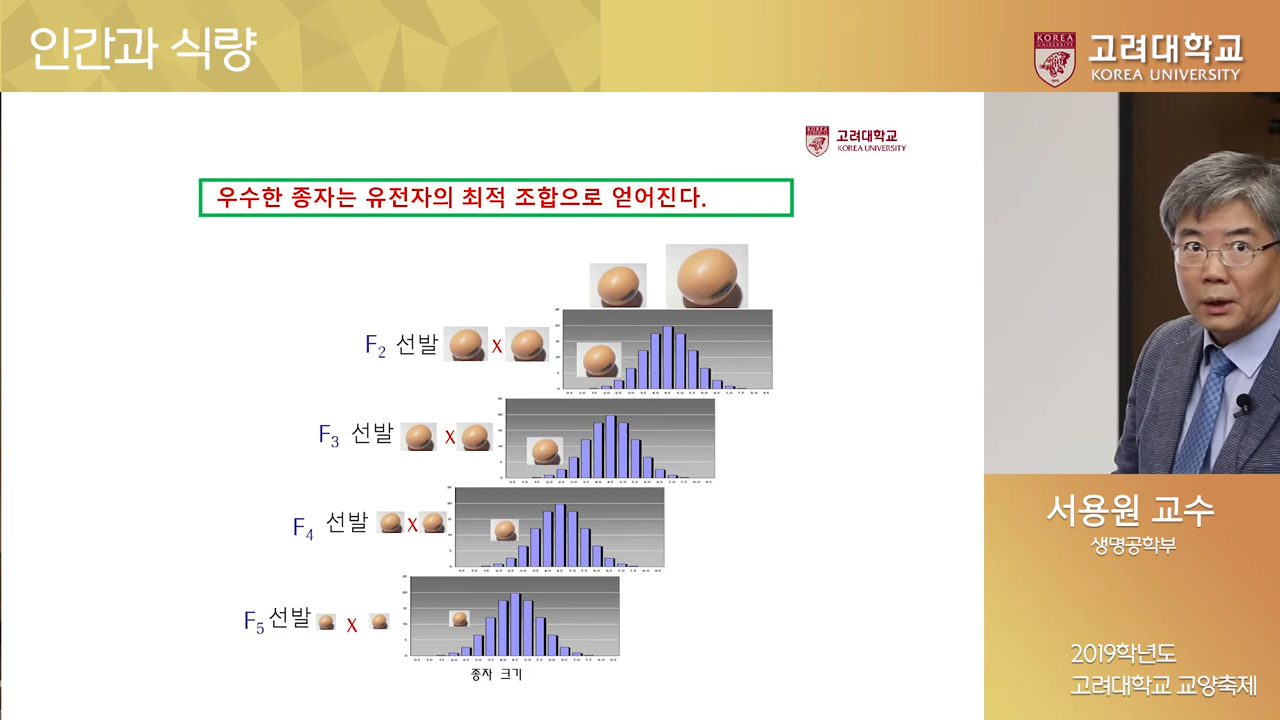 인간과 식량
KOREA
UNIVERSITY
고려대학교
KOREA UNIVERSITY
고려대학교
KOREA UNIVERSITY
우수한 종자는 유전자의 최적 조합으로 얻어진다.
F2 선발 X
F3 선발 X
F4 선발 X
F5 선발 X
종자 크기
서용원 교수
생명공학부
2019학년도
고려대학교 교양축제